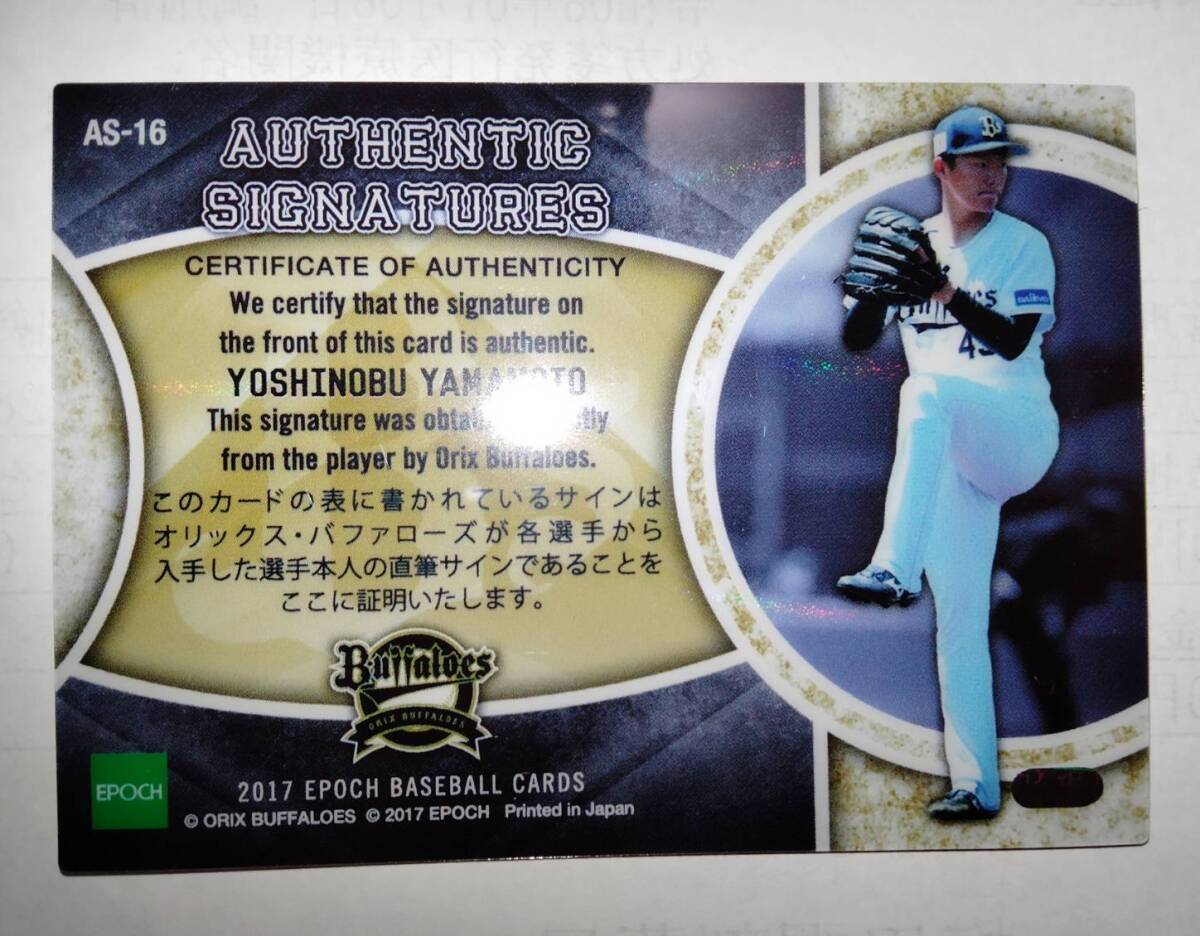 AS-16
AUTHENTIC
SIGNATURES
CERTIFICATE OF AUTHENTICITY
We certify that the signature on
the front of this card is authentic.
YOSHINOBU YAMAMOTO
This signature was obtained directly
from the player by Orix Buffaloes.
このカードの表に書かれているサインは
オリックス・バファローズが各選手から
入手した選手本人の直筆サインであることを
ここに証明いたします。
Buffaloes
ORIX BUFFALOES
EPOCH
2017 EPOCH BASEBALL CARDS
© ORIX BUFFALOES © 2017 EPOCH Printed in Japan